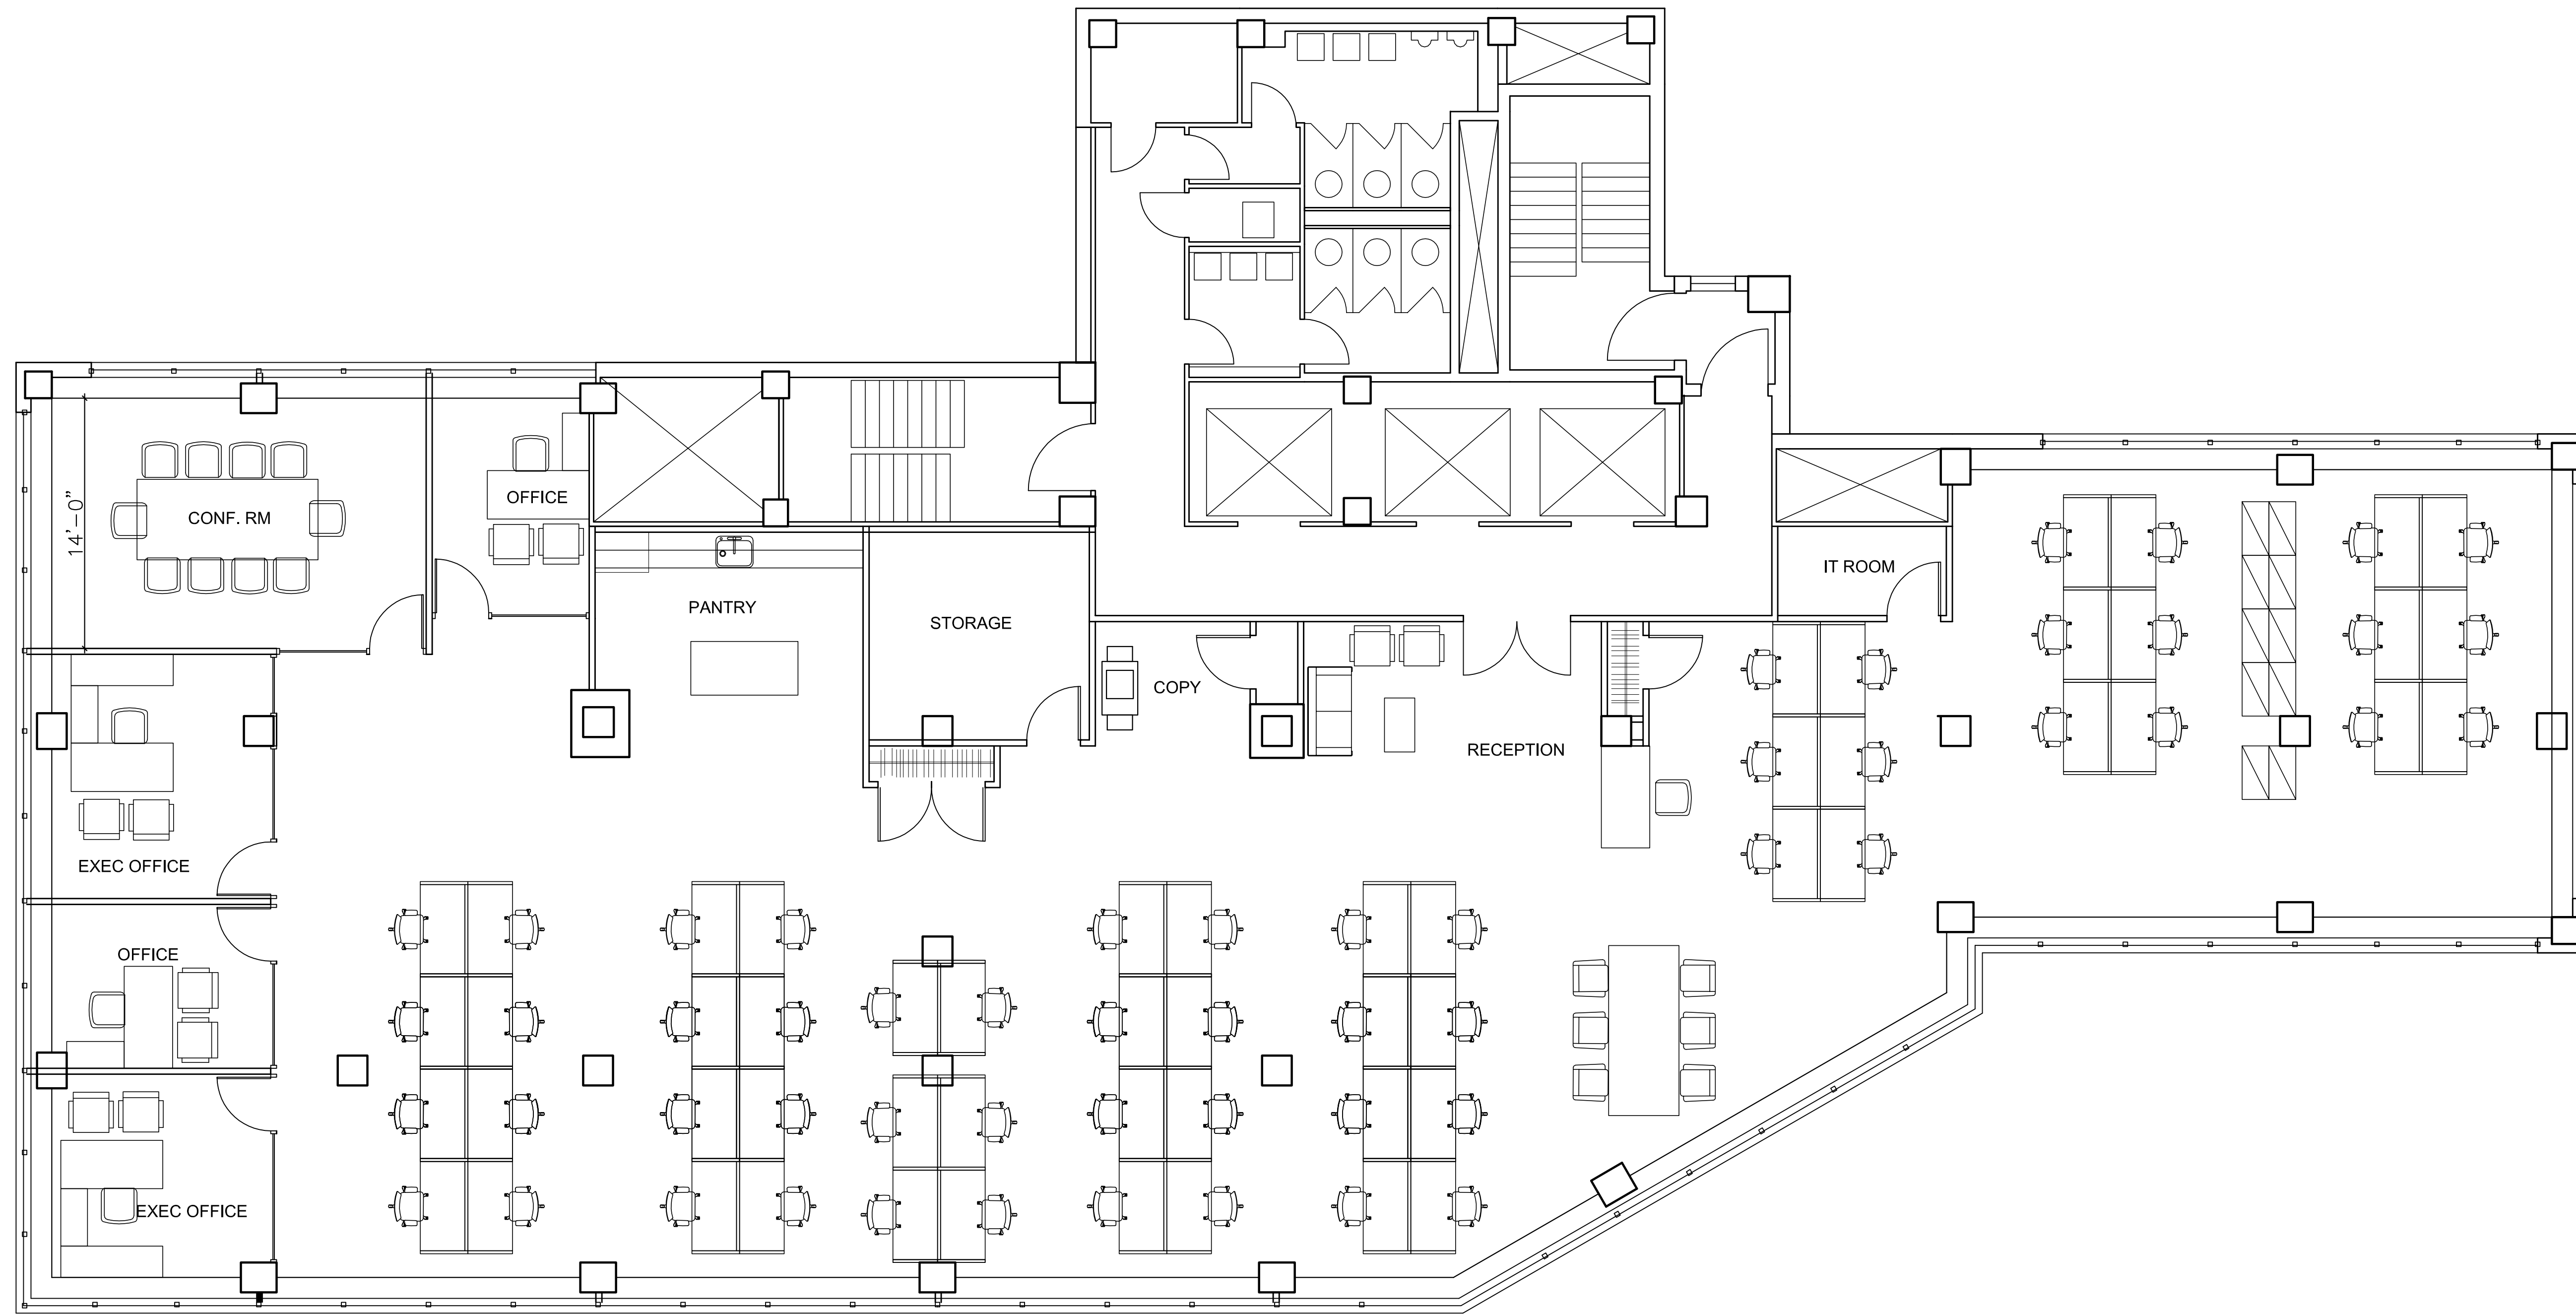 14'-0"
CONF. RM
OFFICE
PANTRY
STORAGE
COPY
RECEPTION
IT ROOM
EXEC OFFICE
OFFICE
EXEC OFFICE